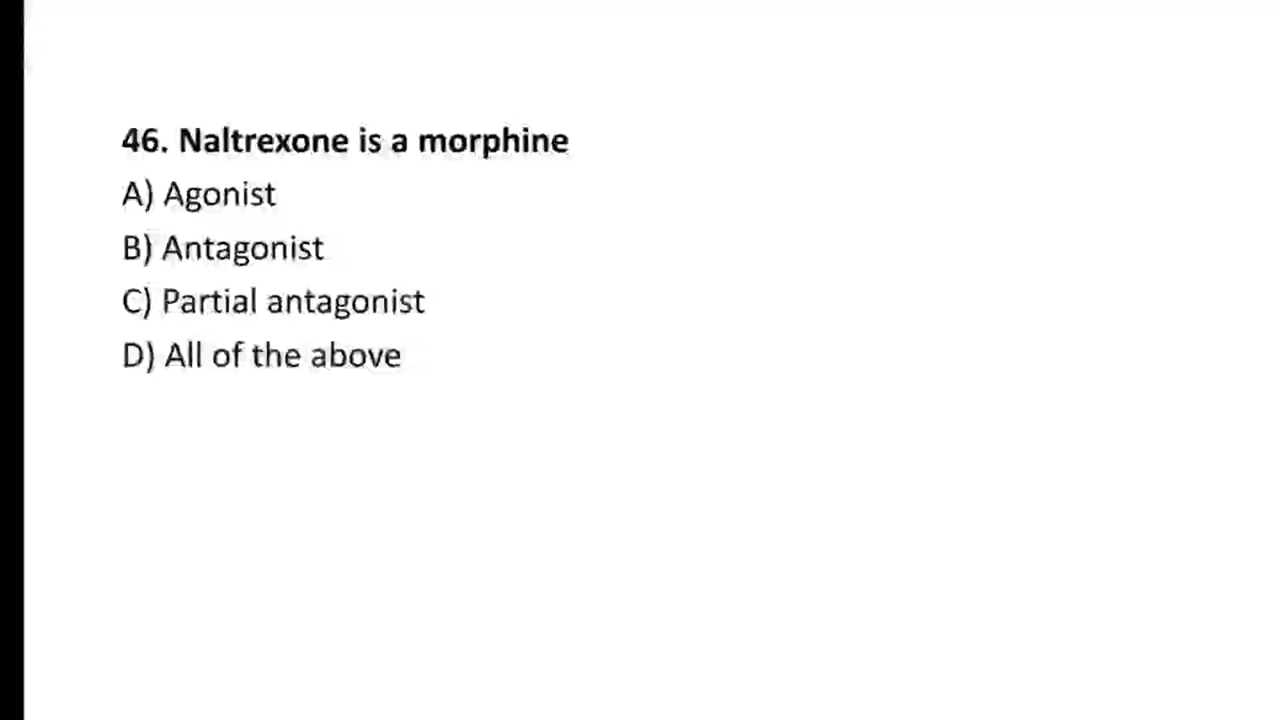 46. Naltrexone is a morphine
A) Agonist
B) Antagonist
C) Partial antagonist
D) All of the above